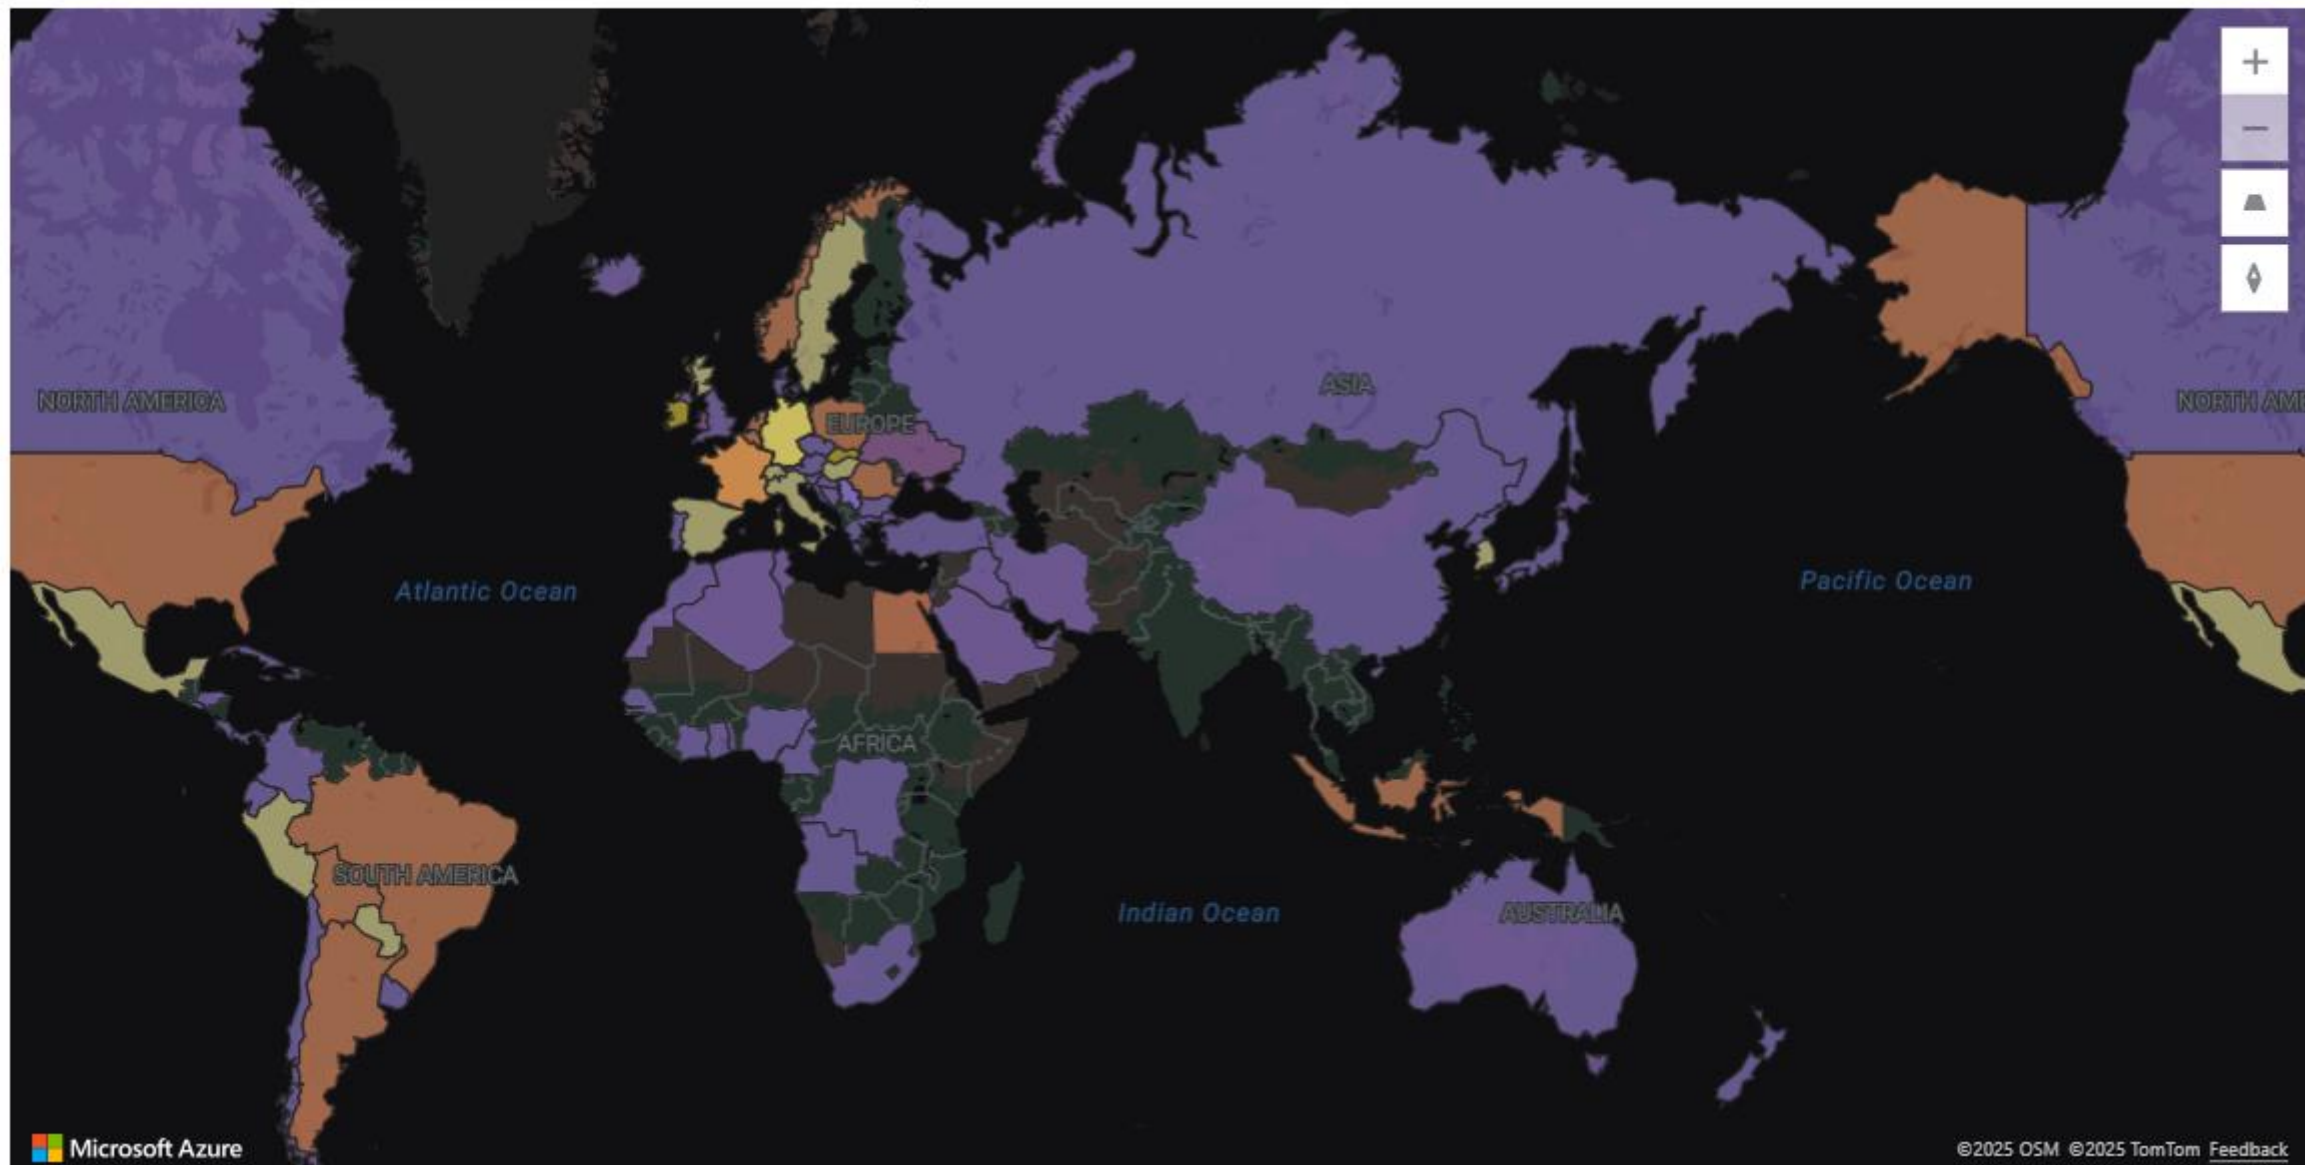 ASIA
NORTH AMERICA
NORTH AME
EUROPE
Atlantic Ocean
Pacific Ocean
AFRICA
SOUTH AMERICA
Indian Ocean
AUSTRALIA
Microsoft Azure
©2025 OSM ©2025 TomTom Feedback